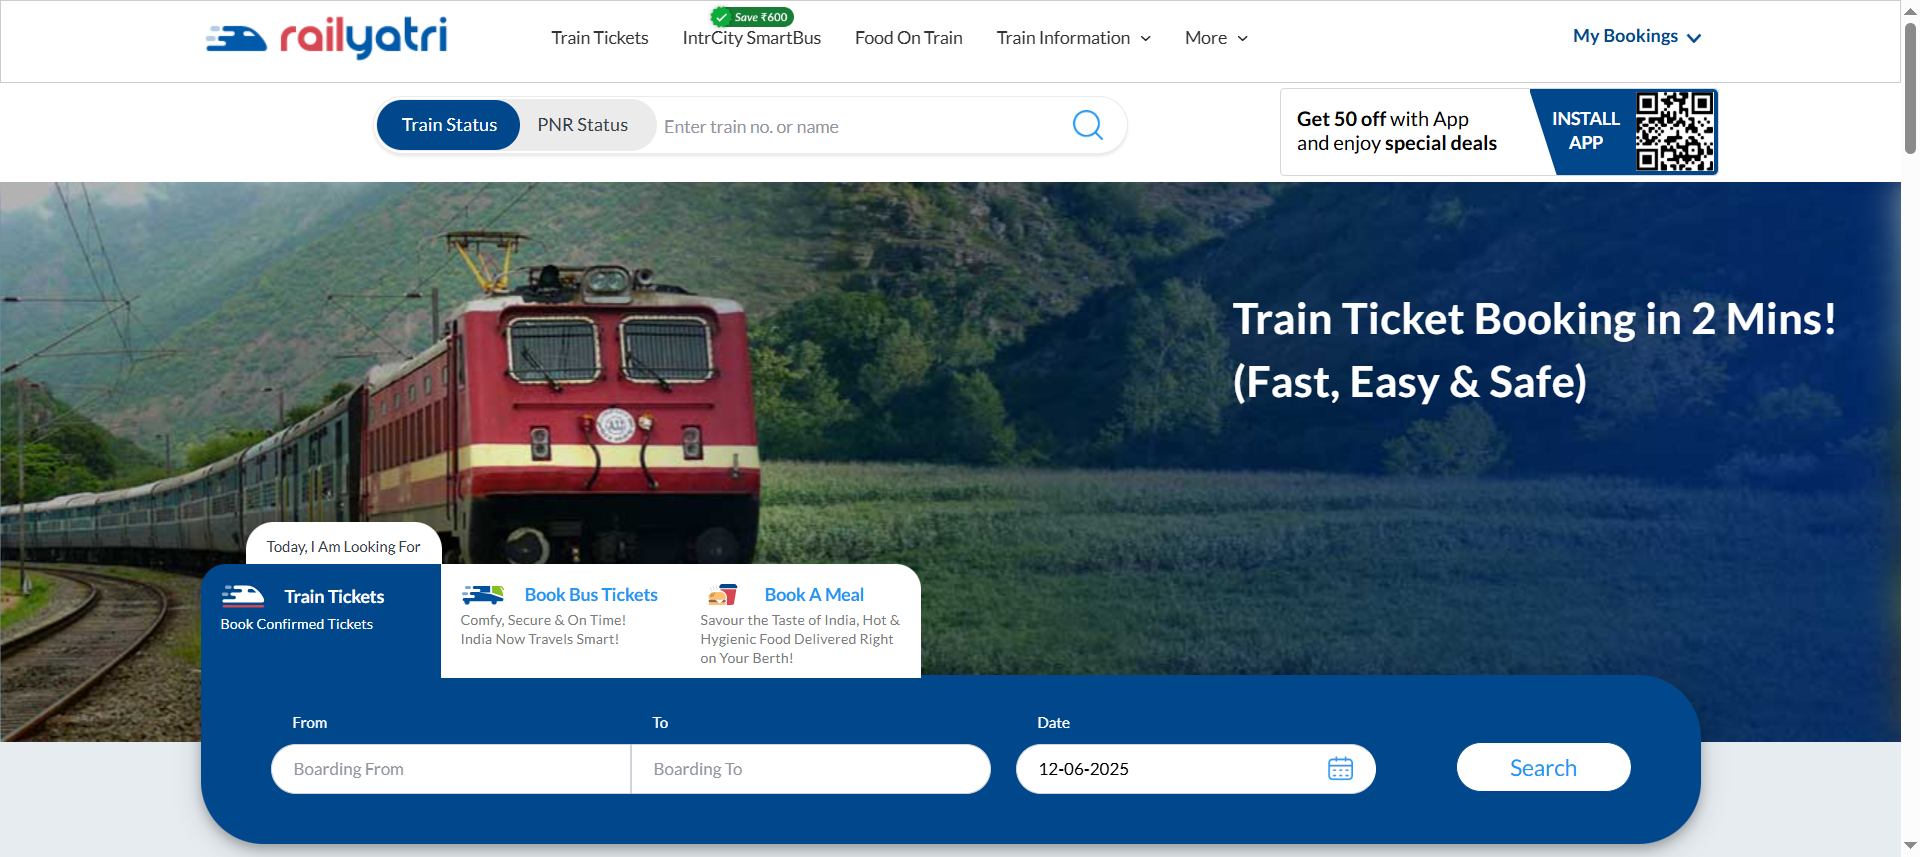 railyatri
Train Tickets
Save ₹600
IntrCity SmartBus
Food On Train
Train Information
More
My Bookings
Train Status
PNR Status
Enter train no. or name
Get 50 off with App
and enjoy special deals
INSTALL
APP
Train Ticket Booking in 2 Mins!
(Fast, Easy & Safe)
Today, I Am Looking For
Train Tickets
Book Confirmed Tickets
Book Bus Tickets
Comfy, Secure & On Time!
India Now Travels Smart!
Book A Meal
Savour the Taste of India, Hot &
Hygienic Food Delivered Right
on Your Berth!
From
Boarding From
To
Boarding To
Date
12-06-2025
Search